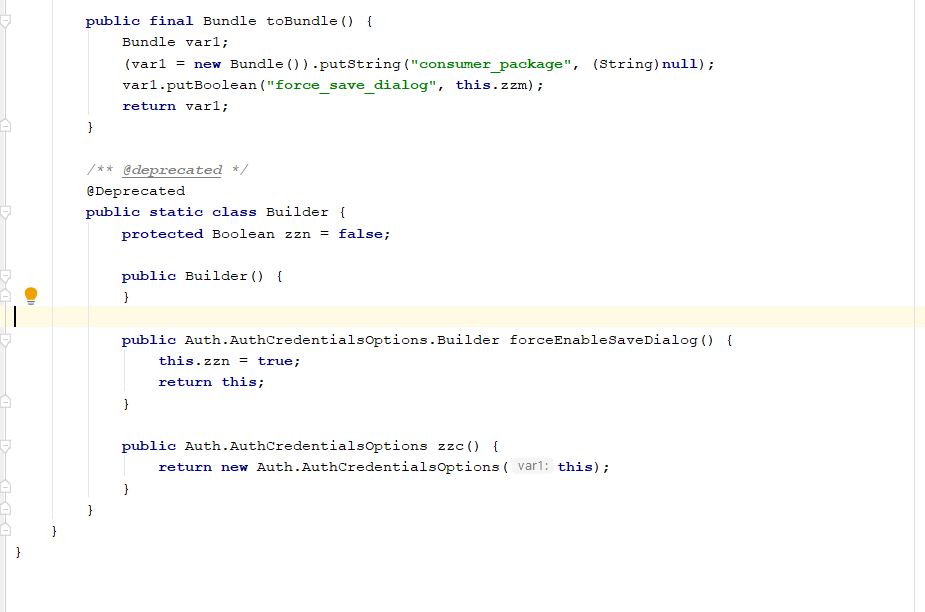 public final Bundle toBundle() {
Bundle var1;
(var1 = new Bundle()).putString("consumer_package", (String)null);
var1.putBoolean("force_save_dialog", this.zzm);
return var1;
}
/** @deprecated */
@Deprecated
public static class Builder {
protected Boolean zzn = false;
public Builder() {
}
public Auth.AuthCredentialsOptions.Builder forceEnableSaveDialog() {
this.zzn = true;
return this;
}
public Auth.AuthCredentialsOptions zzc() {
return new Auth.AuthCredentialsOptions( var1: this);
}
}
}
}